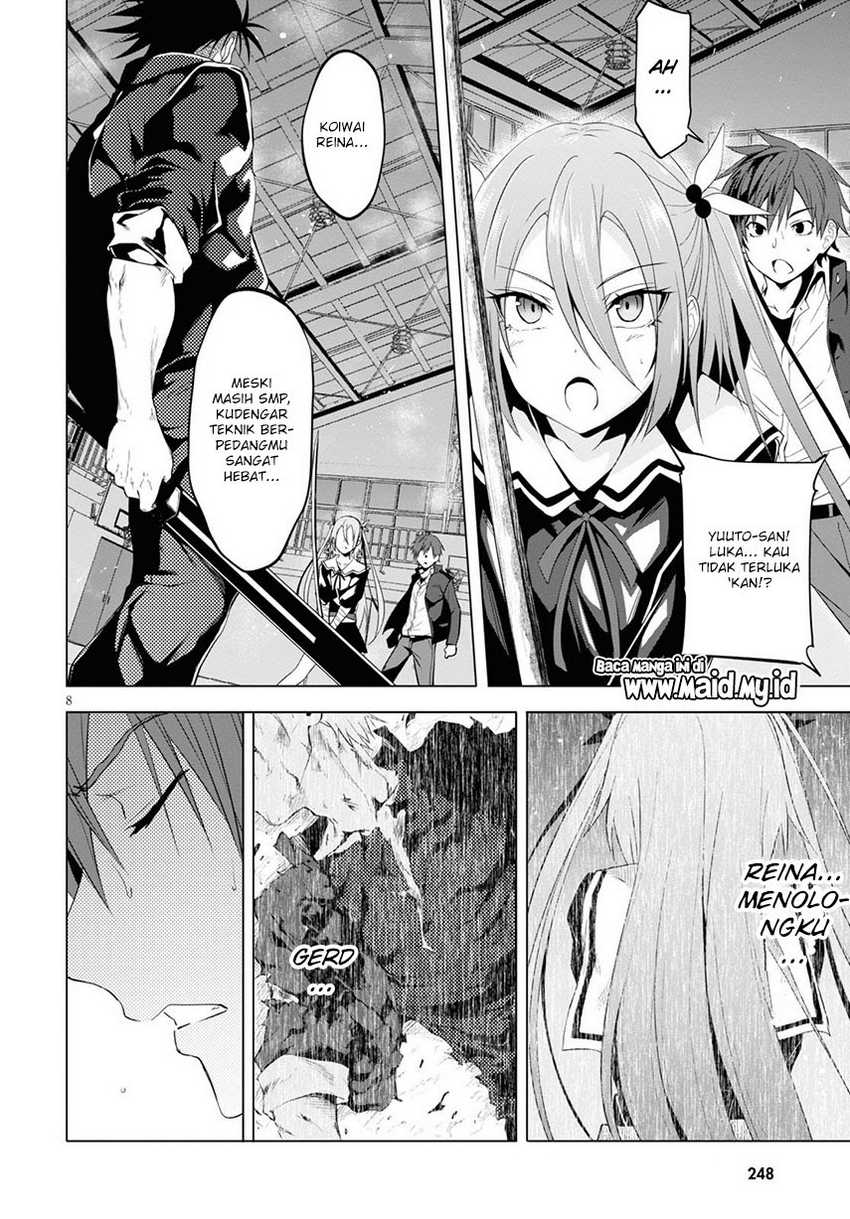 AH
...
YUUTO-SAN!
LUKA... KAU
TIDAK TERLUKA
'KAN!?
KOIWAI
REINA...
MESKI
MASIH SMP,
KUDENGAR
TEKNIK BER-
PEDANGMU
SANGAT
HEBAT...
Baca Manga ini di
www.Maid.my.id
8
REINA...
MENOLO-
NGKU
...
GERD
...
248